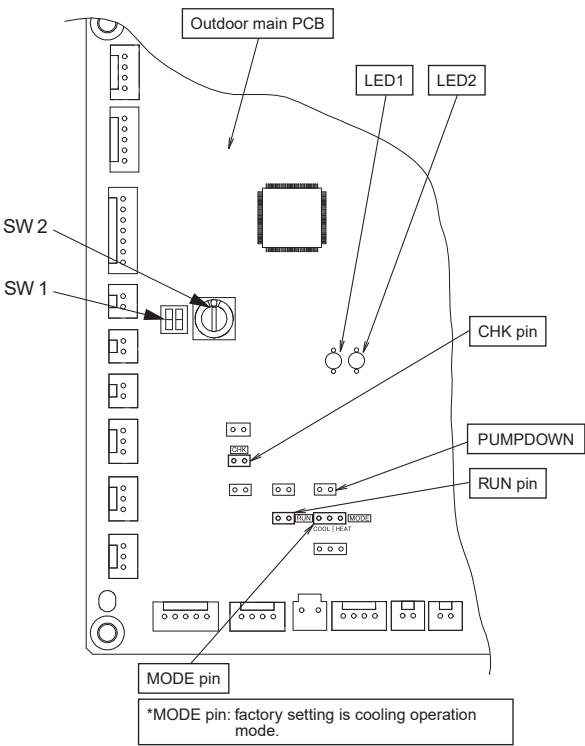 Outdoor main PCB
LED1
LED2
SW 2
SW 1
CHK pin
CHK
PUMPDOWN
RUN pin
RUN
MODE
COOL | HEAT
MODE pin
*MODE pin: factory setting is cooling operation
mode.